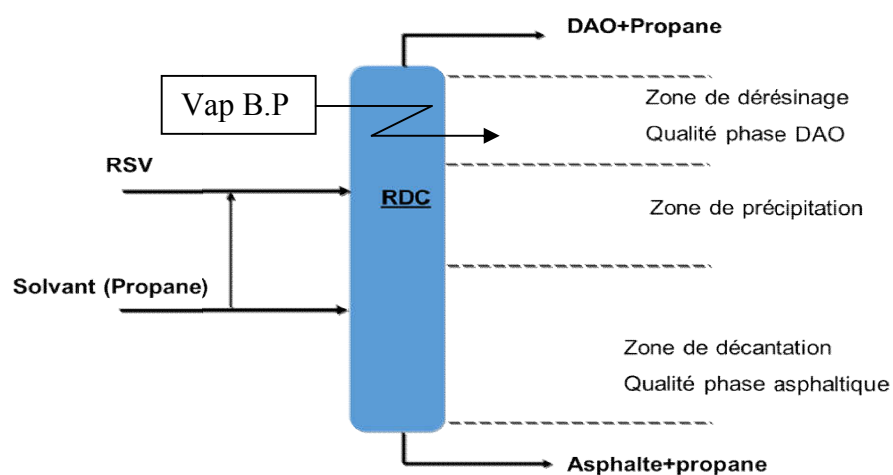 DAO+Propane
Vap B.P
Zone de dérésinage
Qualité phase DAO
RSV
RDC
Zone de précipitation
Solvant (Propane)
Zone de décantation
Qualité phase asphaltique
Asphalte+propane